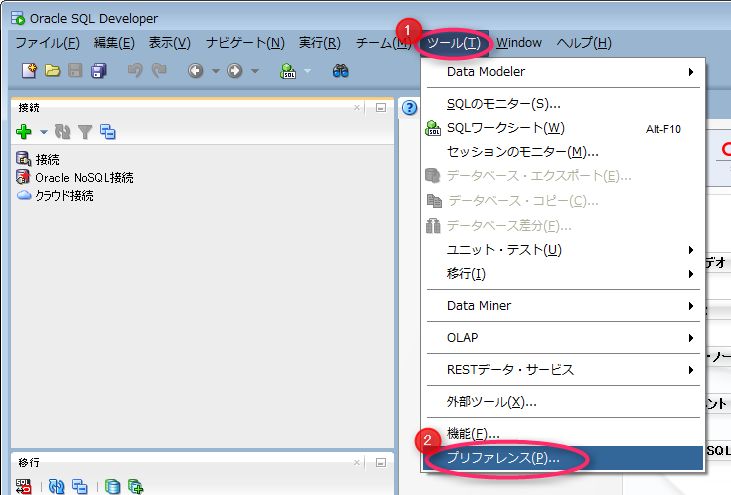 Oracle SQL Developer
1
ファイル(F) 編集(E) 表示(V) ナビゲート(N) 実行(R) チーム(M) ツール(T) Window ヘルプ(H)
Data Modeler
接続
SQLのモニター(S)...
SQLワークシート(W) Alt-F10
セッションのモニター(M)...
接続
Oracle NoSQL接続
クラウド接続
データベース・エクスポート(E)...
データベース・コピー(C)...
データベース差分(F)...
ユニット・テスト(U)
移行(I)
Data Miner
OLAP
RESTデータ・サービス
外部ツール(X)...
機能(F)...
2
プリファレンス(P)...
移行
デオ
・ノー
ント
SQL